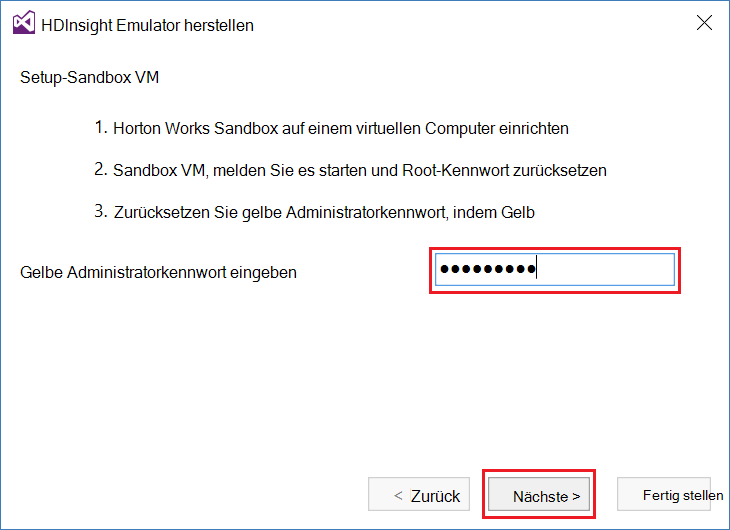 HDInsight Emulator herstellen
Setup-Sandbox VM
1. Horton Works Sandbox auf einem virtuellen Computer einrichten
2. Sandbox VM, melden Sie es starten und Root-Kennwort zurücksetzen
3. Zurücksetzen Sie gelbe Administratorkennwort, indem Gelb
Gelbe Administratorkennwort eingeben ●●●●●●●●●
< Zurück Nächste > Fertig stellen